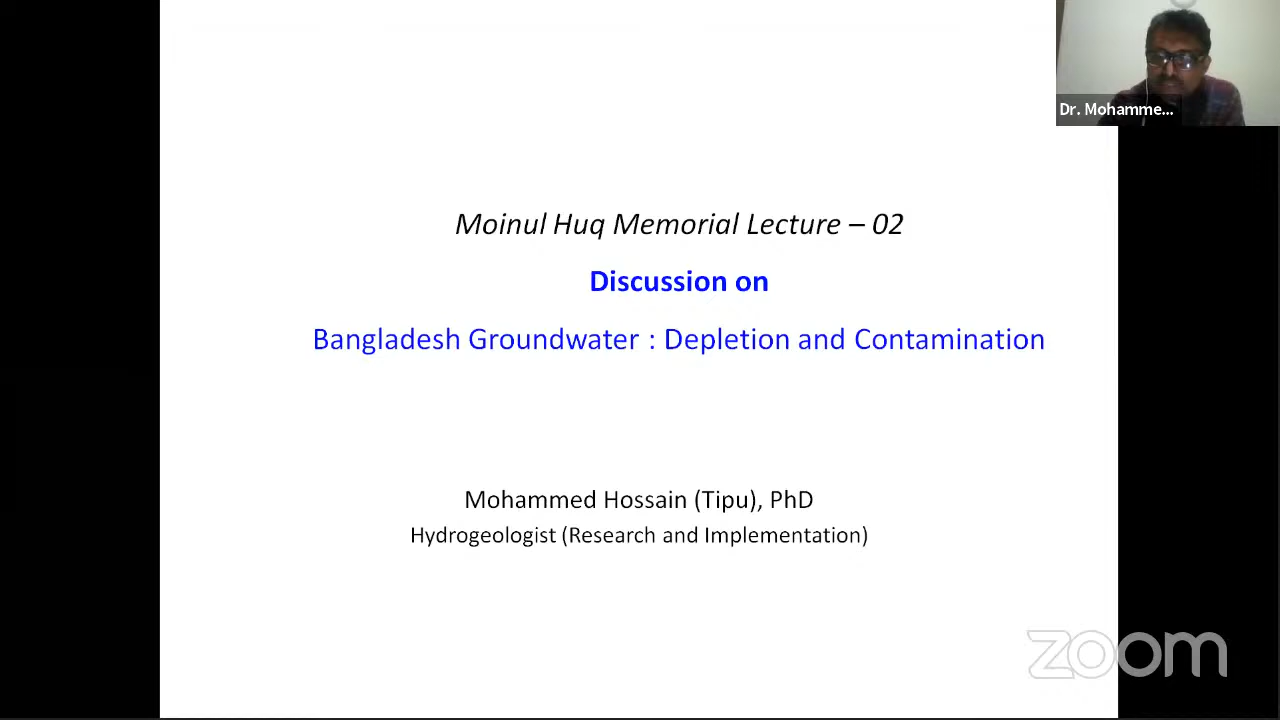 Dr. Mohamme...
Moinul Huq Memorial Lecture – 02
Discussion on
Bangladesh Groundwater : Depletion and Contamination
Mohammed Hossain (Tipu), PhD
Hydrogeologist (Research and Implementation)
zoom